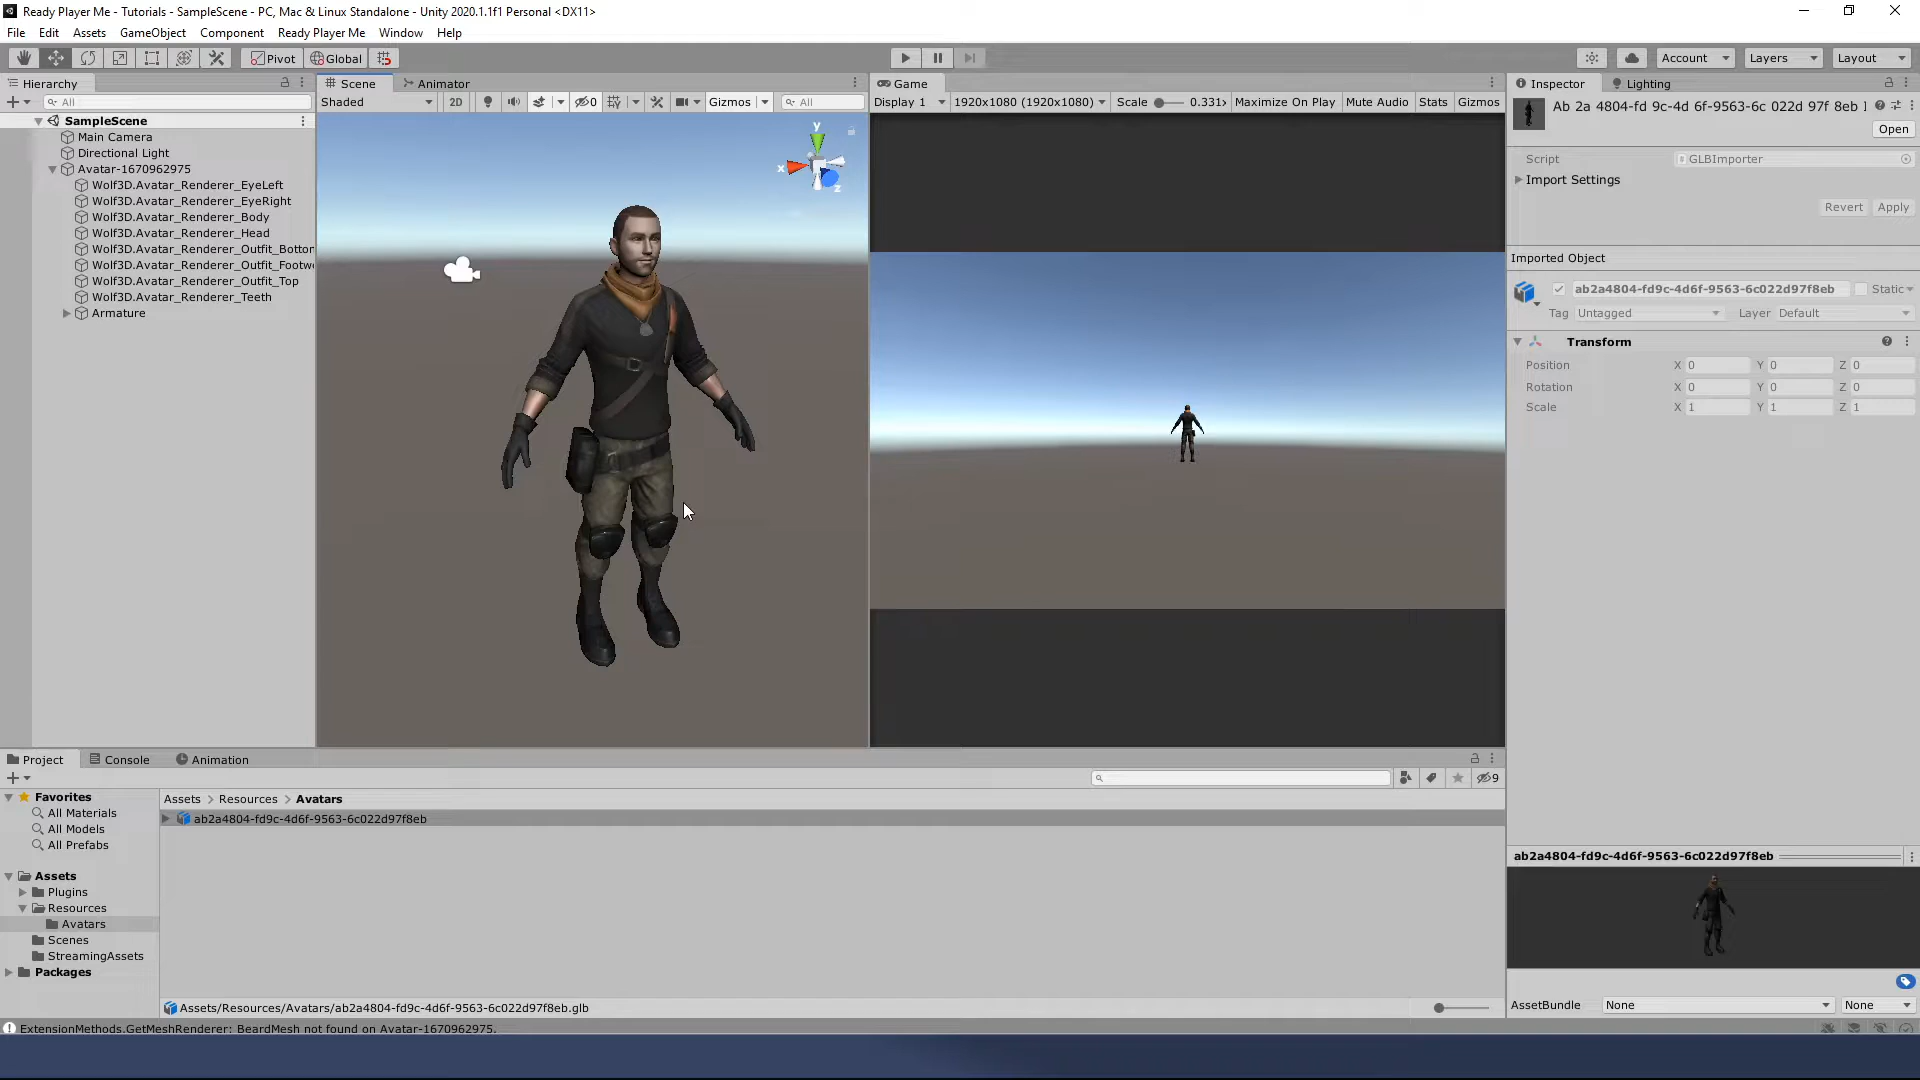 Ready Player Me - Tutorials - SampleScene - PC, Mac & Linux Standalone - Unity 2020.1.1f1 Personal <DX11>
File Edit Assets GameObject Component Ready Player Me Window Help
Pivot Global Account Layers Layout
Hierarchy
All
SampleScene
Main Camera
Directional Light
Avatar-1670962975
Wolf3D.Avatar_Renderer_EyeLeft
Wolf3D.Avatar_Renderer_EyeRight
Wolf3D.Avatar_Renderer_Body
Wolf3D.Avatar_Renderer_Head
Wolf3D.Avatar_Renderer_Outfit_Bottor
Wolf3D.Avatar_Renderer_Outfit_Footw
Wolf3D.Avatar_Renderer_Outfit_Top
Wolf3D.Avatar_Renderer_Teeth
Armature
Scene Animator
Shaded 2D 0 Gizmos All
y
x
z
Game
Display 1 1920x1080 (1920x1080) Scale 0.331x Maximize On Play Mute Audio Stats Gizmos
Inspector Lighting
Ab 2a 4804-fd 9c-4d 6f-9563-6c 022d 97f 8eb I
Open
Script GLBImporter
Import Settings
Revert Apply
Imported Object
ab2a4804-fd9c-4d6f-9563-6c022d97f8eb Static
Tag Untagged Layer Default
Transform
Position X 0 Y 0 Z 0
Rotation X 0 Y 0 Z 0
Scale X 1 Y 1 Z 1
Project Console Animation
9
Favorites
All Materials
All Models
All Prefabs
Assets
Plugins
Resources
Avatars
Scenes
StreamingAssets
Packages
Assets > Resources > Avatars
ab2a4804-fd9c-4d6f-9563-6c022d97f8eb
Assets/Resources/Avatars/ab2a4804-fd9c-4d6f-9563-6c022d97f8eb.glb
ab2a4804-fd9c-4d6f-9563-6c022d97f8eb
AssetBundle None None
ExtensionMethods.GetMeshRenderer: BeardMesh not found on Avatar-1670962975.